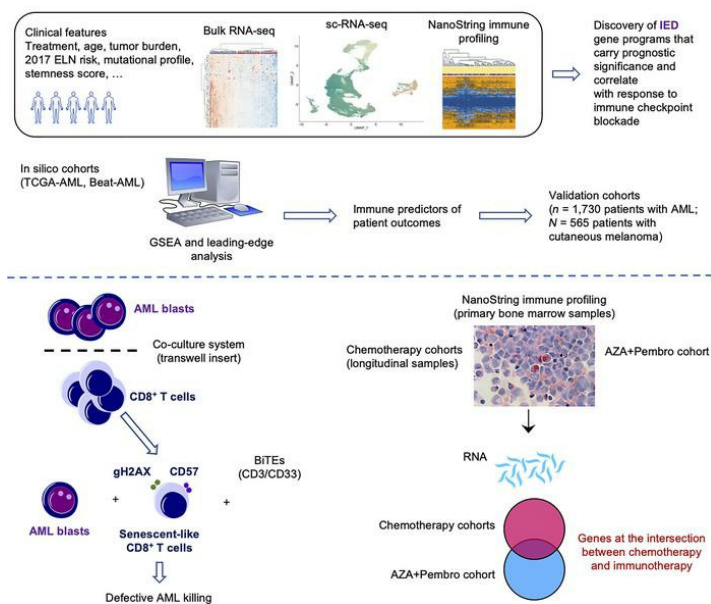 Clinical features
Treatment, age, tumor burden,
2017 ELN risk, mutational profile,
stemness score, …
Bulk RNA-seq
sc-RNA-seq
NanoString immune
profiling
Discovery of IED
gene programs that
carry prognostic
significance and
correlate
with response to
immune checkpoint
blockade
In silico cohorts
(TCGA-AML, Beat-AML)
GSEA and leading-edge
analysis
Immune predictors of
patient outcomes
Validation cohorts
(n = 1,730 patients with AML;
N = 565 patients with
cutaneous melanoma)
AML blasts
Co-culture system
(transwell insert)
CD8+ T cells
gH2AX
CD57
BiTEs
(CD3/CD33)
+
+
AML blasts
Senescent-like
CD8+ T cells
Defective AML killing
NanoString immune profiling
(primary bone marrow samples)
Chemotherapy cohorts
(longitudinal samples)
AZA+Pembro cohort
RNA
Chemotherapy cohorts
AZA+Pembro cohort
Genes at the intersection
between chemotherapy
and immunotherapy